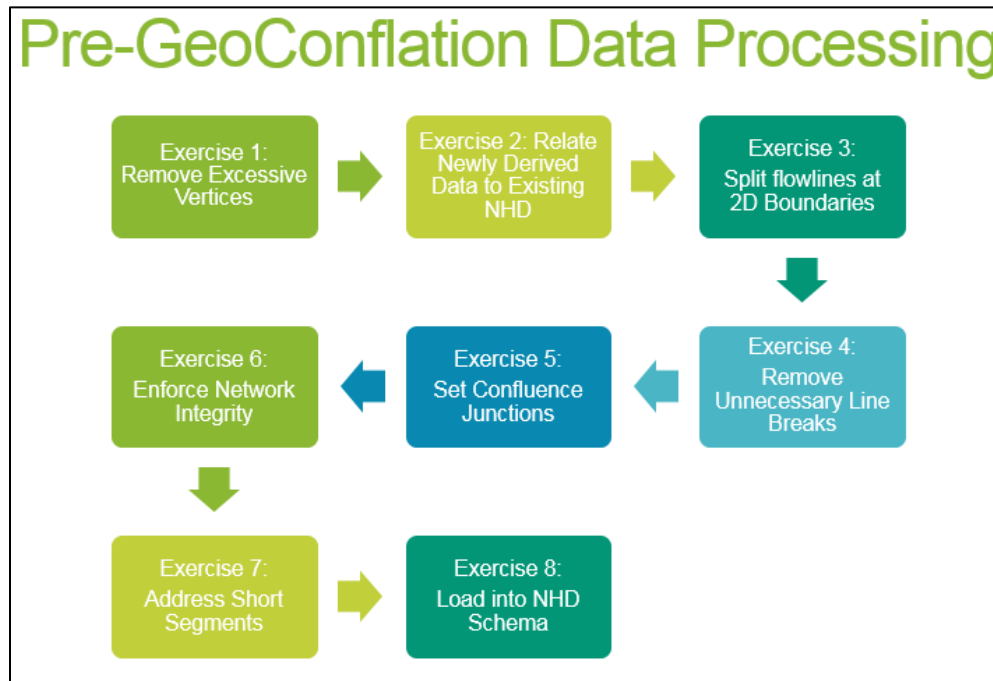 Pre-GeoConflation Data Processing
Exercise 1:
Remove Excessive
Vertices
Exercise 2: Relate
Newly Derived
Data to Existing
NHD
Exercise 3:
Split flowlines at
2D Boundaries
Exercise 4:
Remove
Unnecessary Line
Breaks
Exercise 5:
Set Confluence
Junctions
Exercise 6:
Enforce Network
Integrity
Exercise 7:
Address Short
Segments
Exercise 8:
Load into NHD
Schema